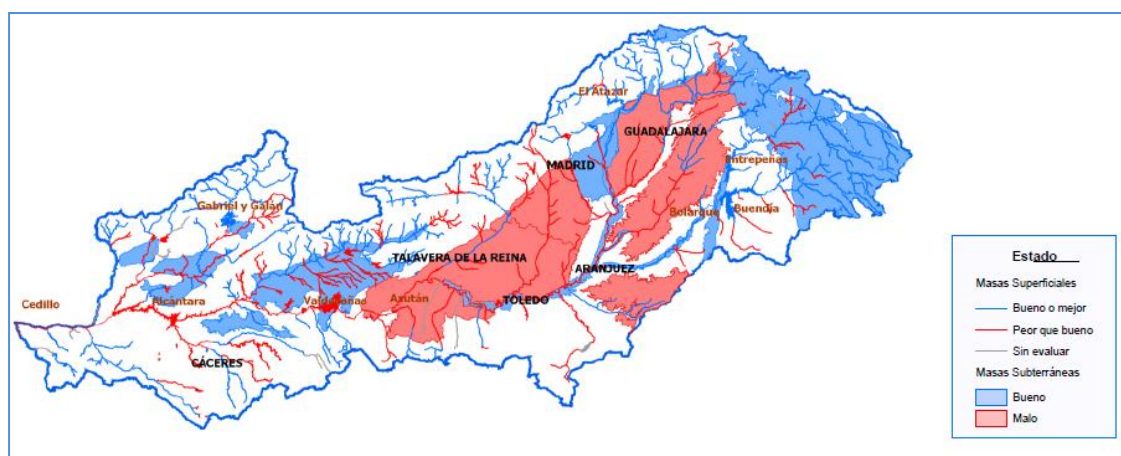 El Atazar
GUADALAJARA
MADRID
Entrepeñas
Gabriel y Galán
Bolarque
Buendía
TALAVERA DE LA REINA
ARANJUEZ
Cedillo
Alcántara
Valdecañas
Azután
TOLEDO
CÁCERES
Estado
Masas Superficiales
Bueno o mejor
Peor que bueno
Sin evaluar
Masas Subterráneas
Bueno
Malo